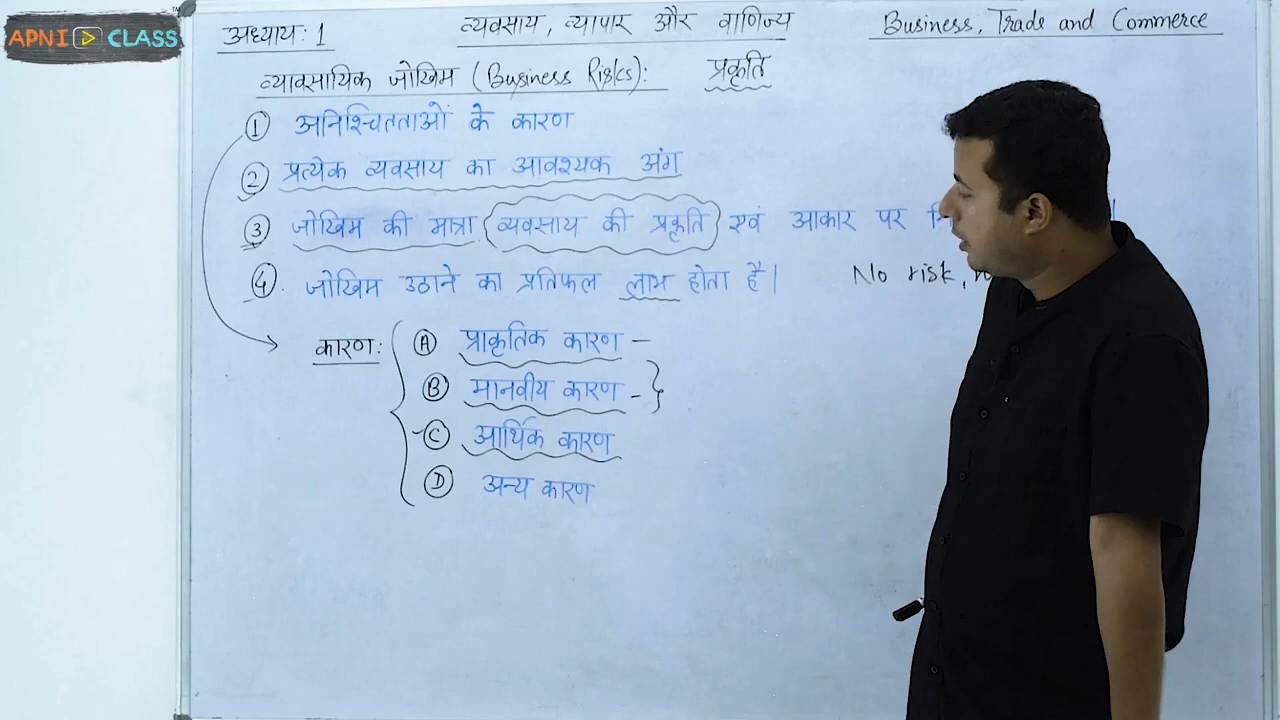 APNI CLASS
अध्याय: 1 व्यवसाय, व्यापार और वाणिज्य Business, Trade and Commerce
व्यावसायिक जोखिम (Business Risks): प्रकृति
① अनिश्चितताओं के कारण
② प्रत्येक व्यवसाय का आवश्यक अंग
③ जोखिम की मात्रा व्यवसाय की प्रकृति एवं आकार पर
④. जोखिम उठाने का प्रतिफल लाभ होता है। No risk,
कारण: Ⓐ प्राकृतिक कारण –
Ⓑ मानवीय कारण -
Ⓒ आर्थिक कारण
Ⓓ अन्य कारण